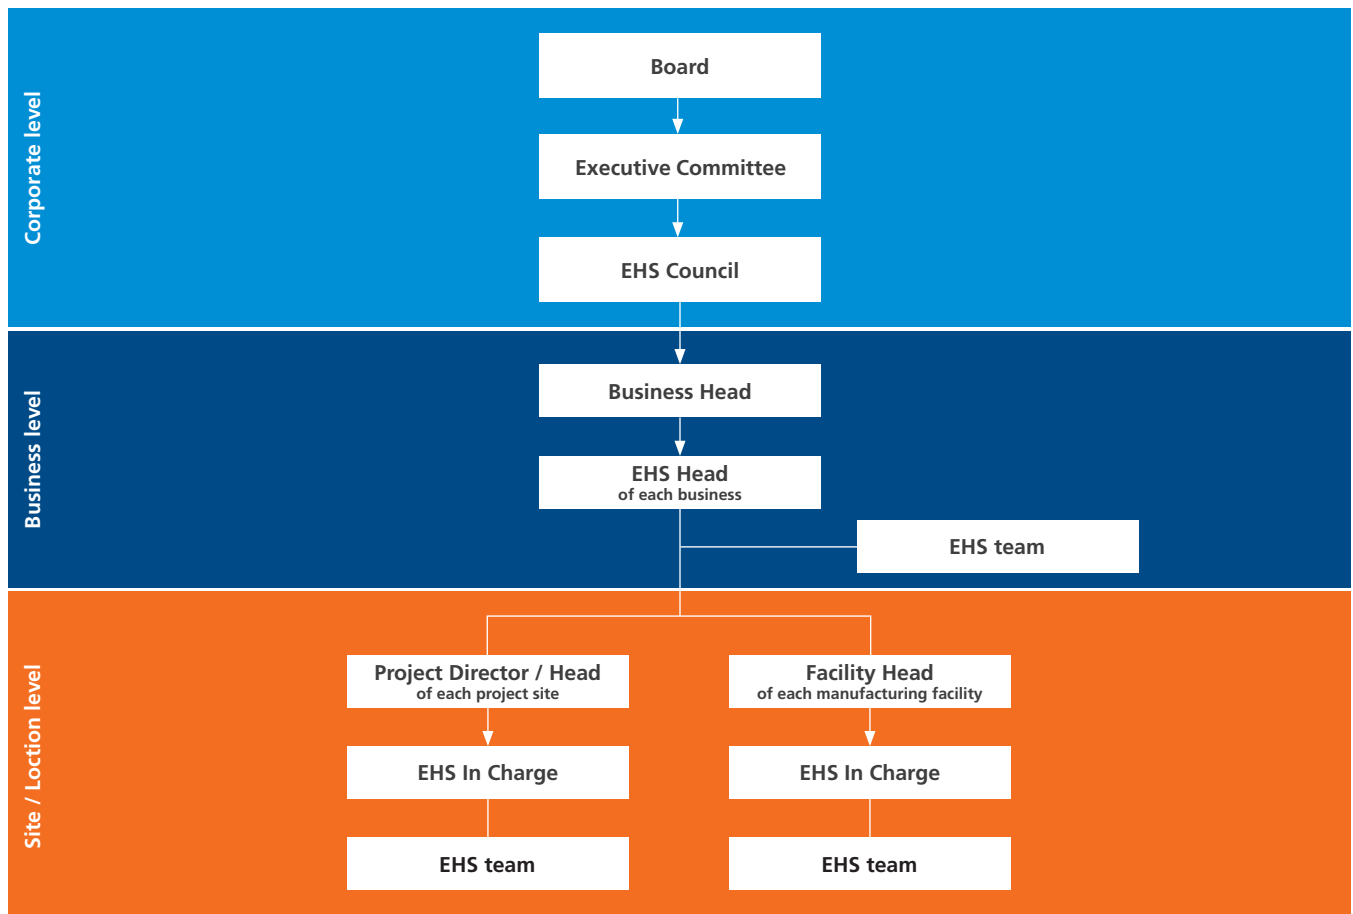 Corporate level
Board
Executive Committee
EHS Council
Business level
Business Head
EHS Head
of each business
EHS team
Site / Loction level
Project Director / Head
of each project site
Facility Head
of each manufacturing facility
EHS In Charge
EHS In Charge
EHS team
EHS team